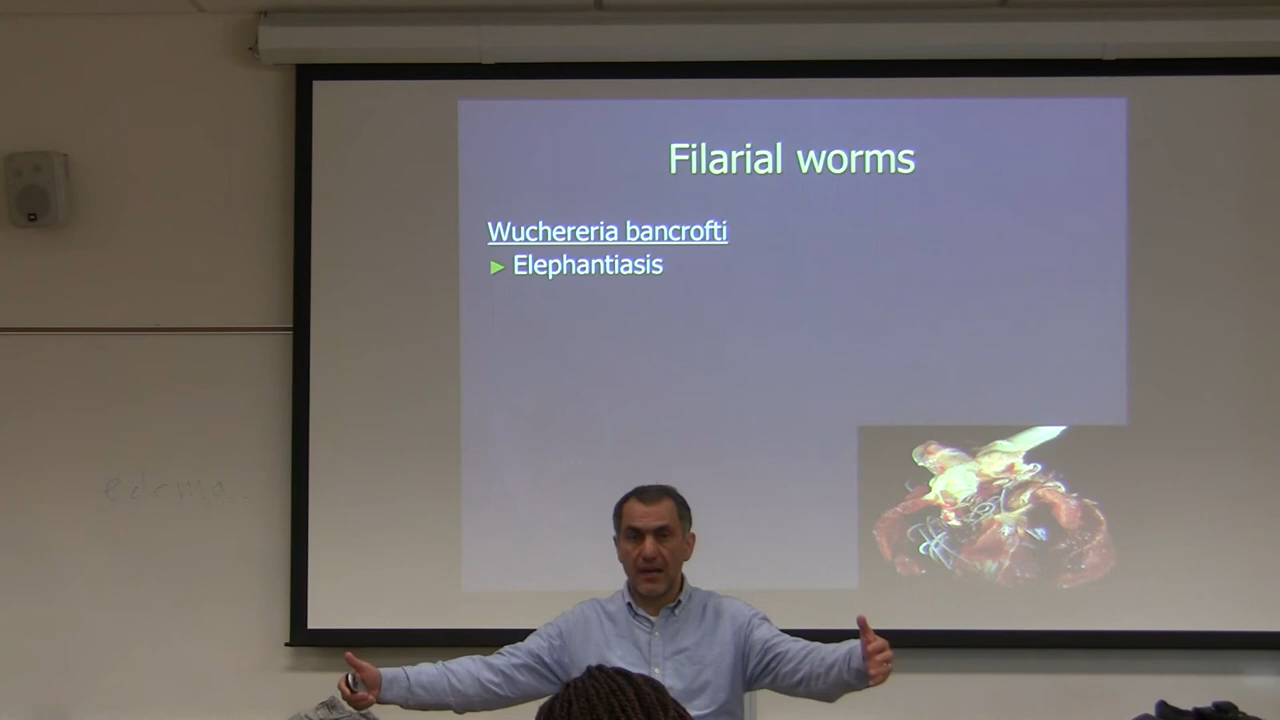 Filarial worms
Wuchereria bancrofti
► Elephantiasis
edema